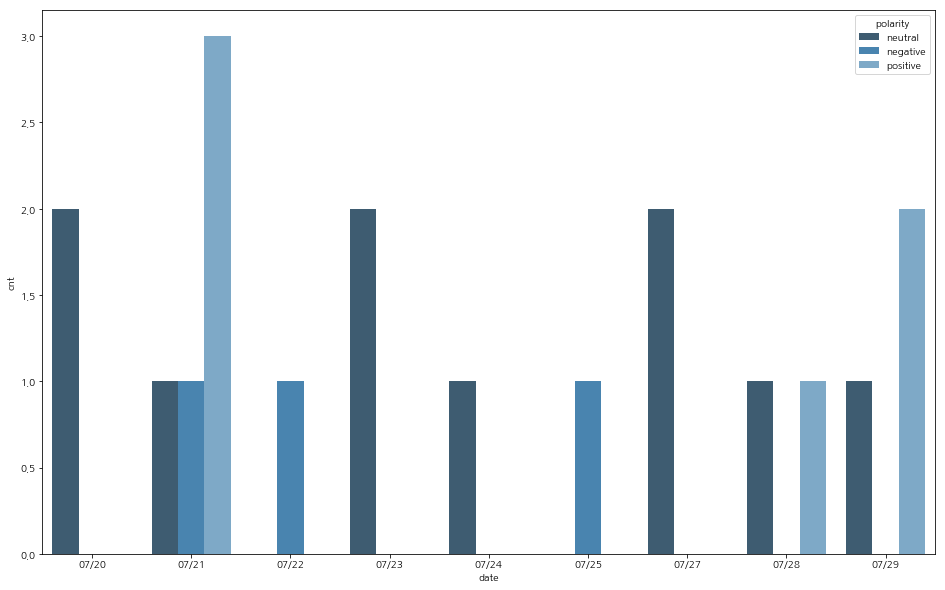 polarity
neutral
negative
positive
3,0
2,5
2,0
1,5
1,0
0,5
0,0
cnt
07/20 07/21 07/22 07/23 07/24 07/25 07/27 07/28 07/29
date